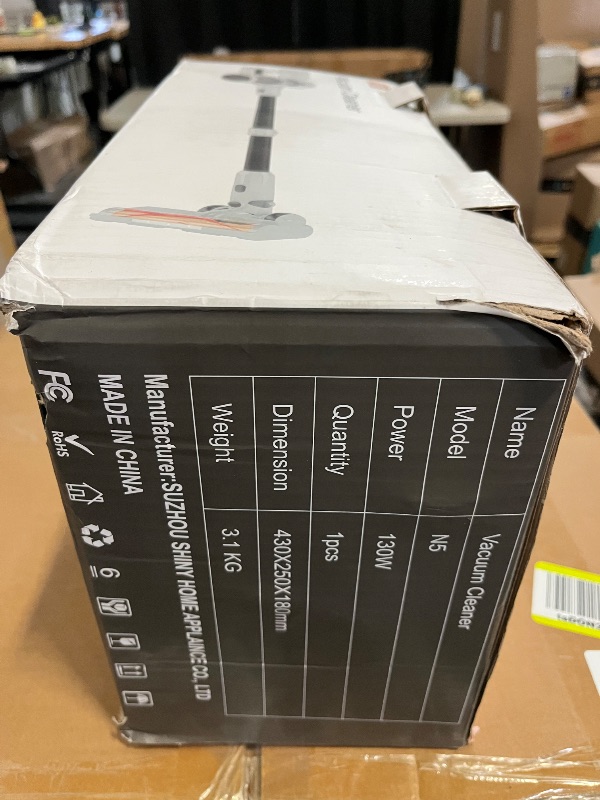 Name Vacuum Cleaner
Model N5
Power 130W
Quantity 1pcs
Dimension 430X250X180mm
Weight 3.1 KG
Manufacturer:SUZHOU SHINY HOME APPLAINCE CO., LTD
MADE IN CHINA
FC RoHS 6